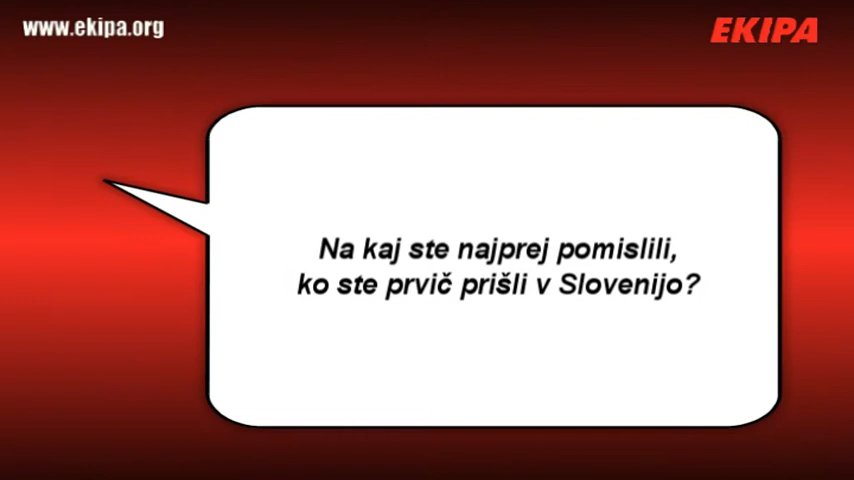 www.ekipa.org
EKIPA
Na kaj ste najprej pomislili,
ko ste prvič prišli v Slovenijo?